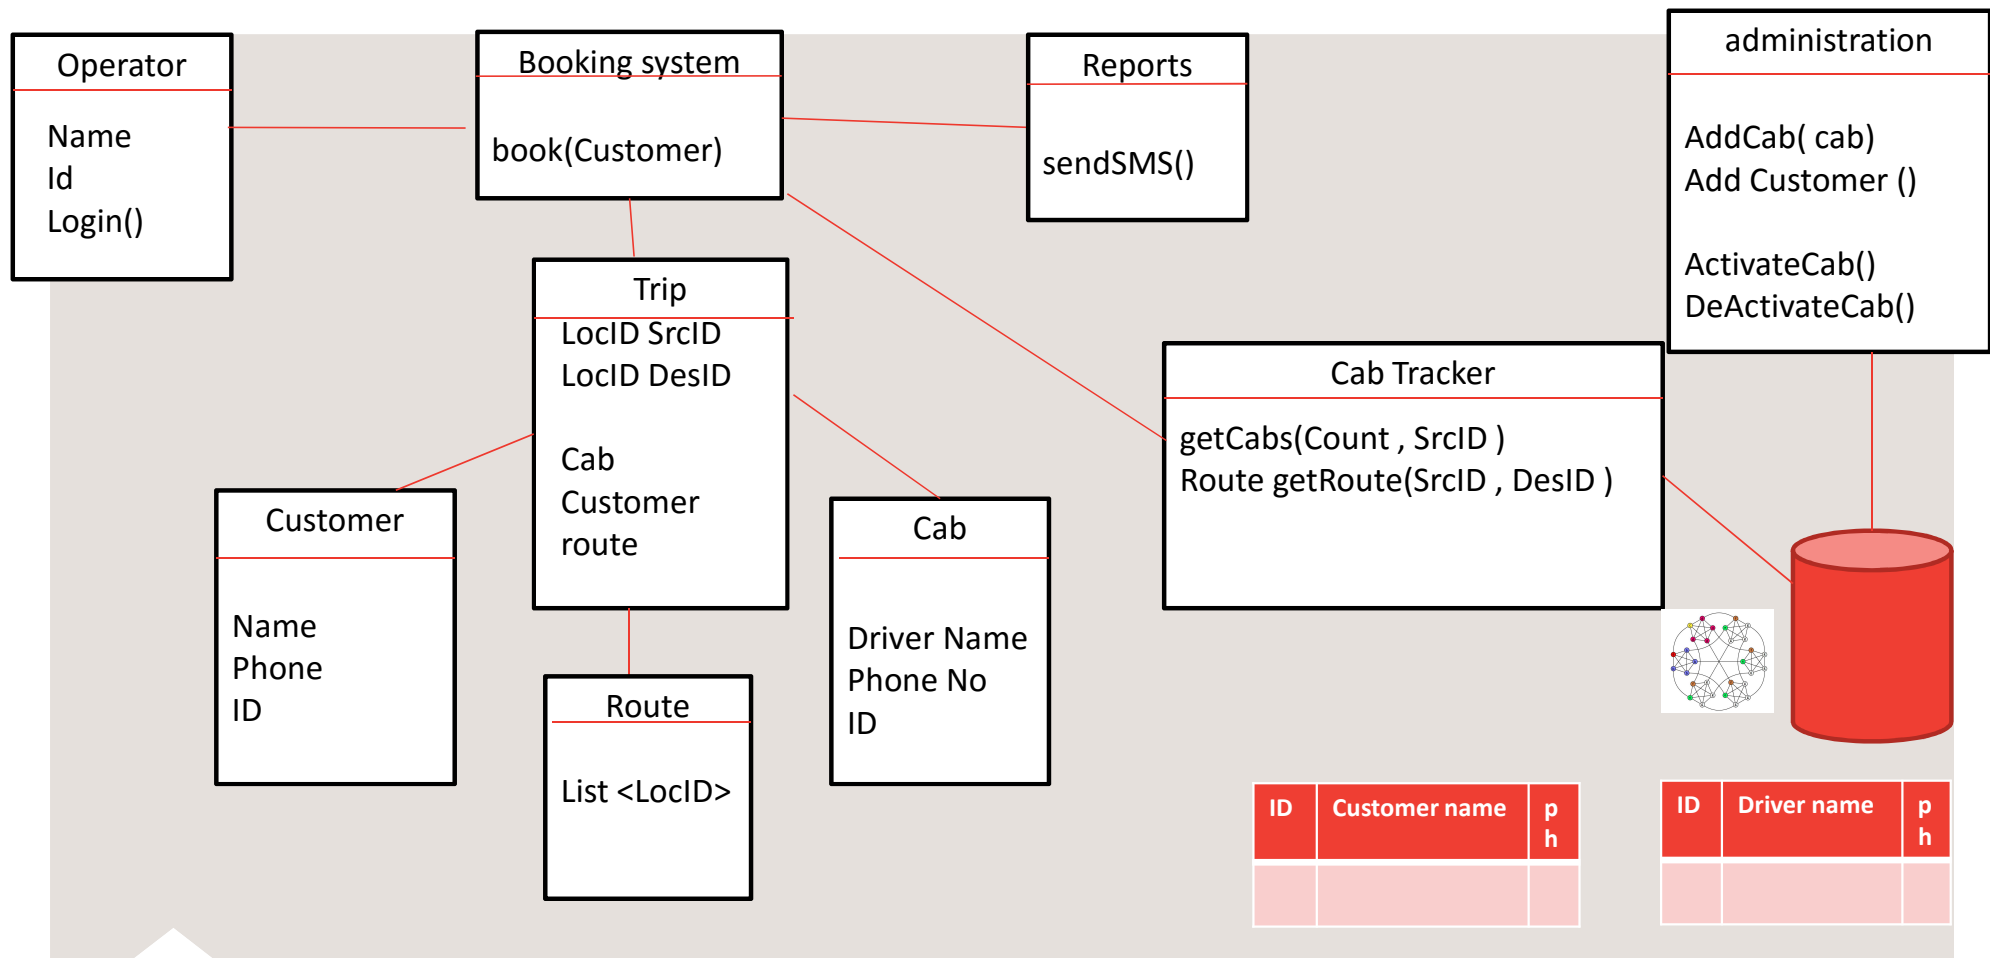 Operator
Name
Id
Login()
Booking system
book(Customer)
Reports
sendSMS()
administration
AddCab( cab)
Add Customer ()
ActivateCab()
DeActivateCab()
Trip
LocID SrcID
LocID DesID
Cab
Customer
route
Cab Tracker
getCabs(Count , SrcID )
Route getRoute(SrcID , DesID )
Customer
Name
Phone
ID
Route
List <LocID>
Cab
Driver Name
Phone No
ID
ID Customer name p
h
ID Driver name p
h